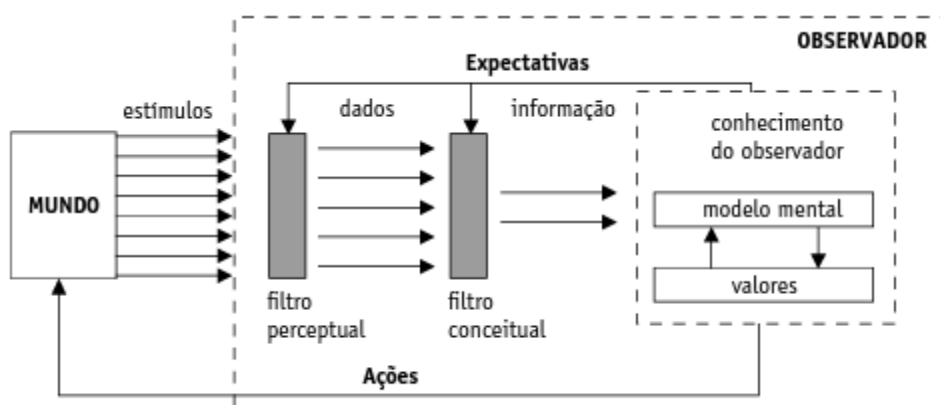 OBSERVADOR
Expectativas
estímulos
dados
informação
conhecimento
do observador
MUNDO
modelo mental
valores
filtro
perceptual
filtro
conceitual
Ações